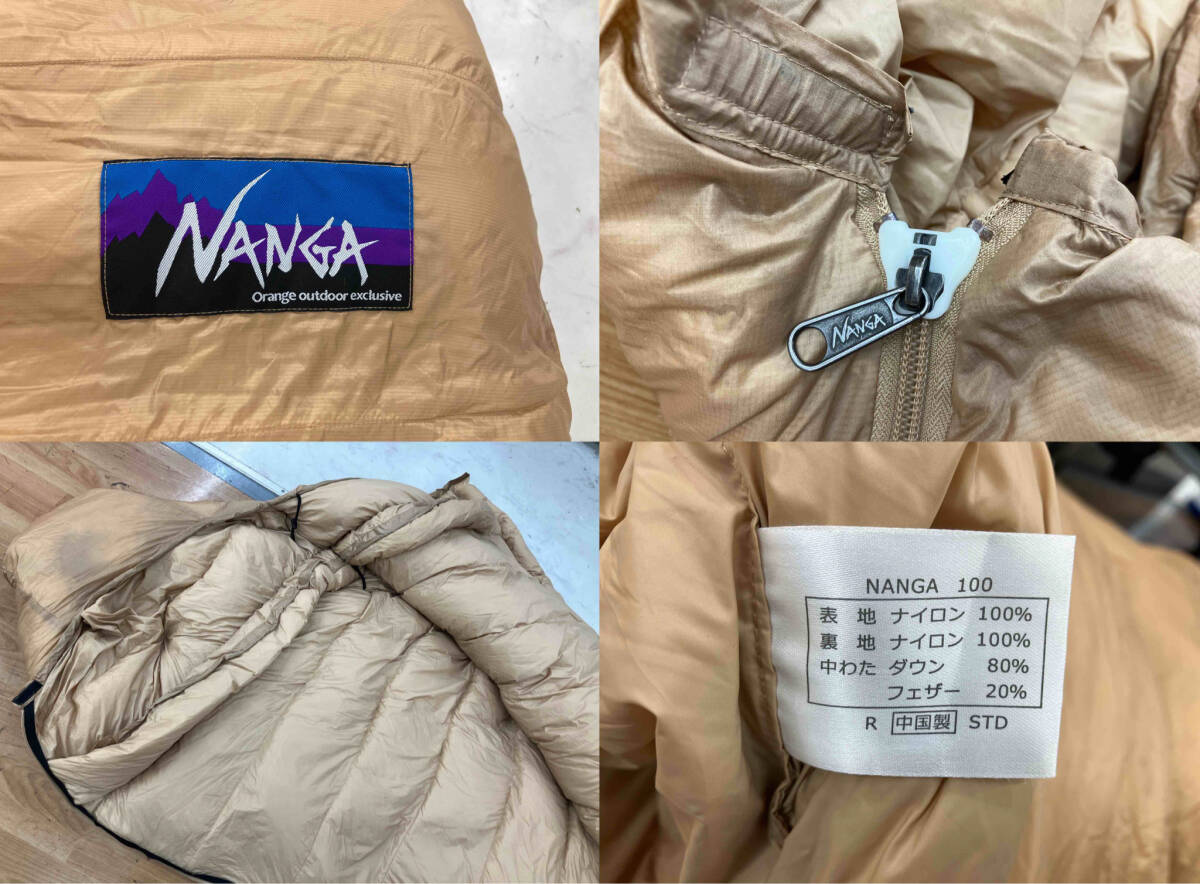 NANGA
Orange outdoor exclusive
NANGA
NANGA 100
表 地 ナイロン 100%
裏 地 ナイロン 100%
中わた ダウン 80%
フェザー 20%
R 中国製 STD